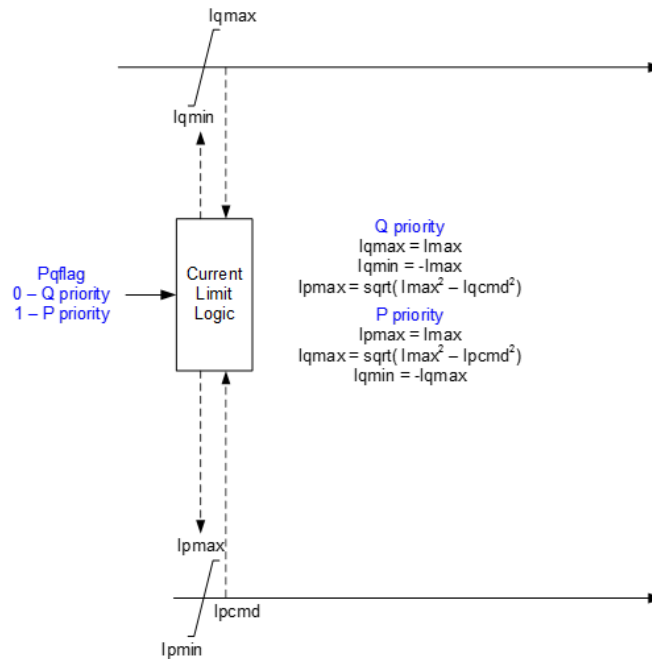 Iqmax
Iqmin
Q priority
Iqmax = Imax
Iqmin = -Imax
Ipmax = sqrt( Imax² – Iqcmd²)
P priority
Ipmax = Imax
Iqmax = sqrt( Imax² – Ipcmd²)
Iqmin = -Iqmax
Pqflag
0 – Q priority
1 – P priority
Current
Limit
Logic
Ipmax
Ipcmd
Ipmin